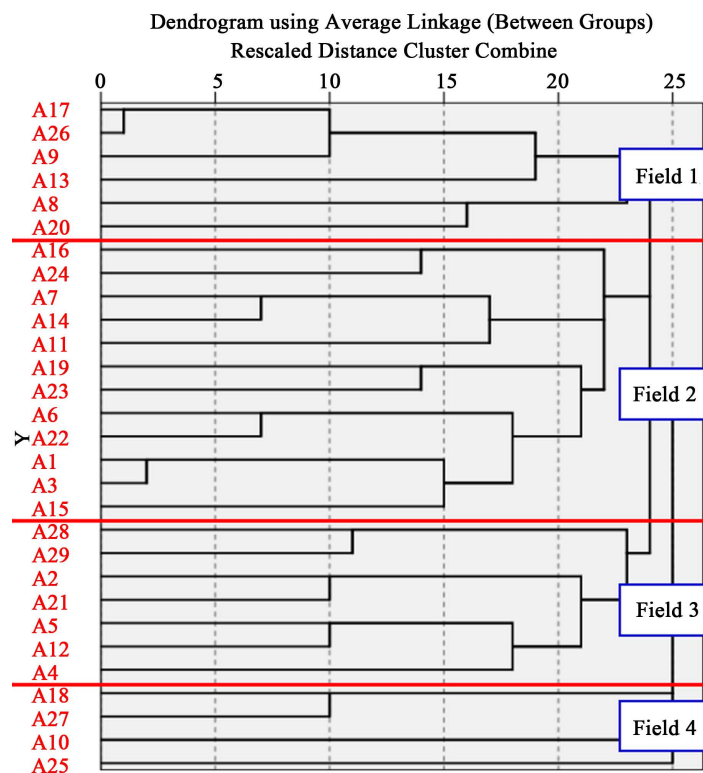 Dendrogram using Average Linkage (Between Groups)
Rescaled Distance Cluster Combine
0 5 10 15 20 25
A17
A26
A9
A13
Field 1
A8
A20
A16
A24
A7
A14
A11
A19
A23
Field 2
A6
Y
A22
A1
A3
A15
A28
A29
A2
A21
Field 3
A5
A12
A4
A18
A27
Field 4
A10
A25